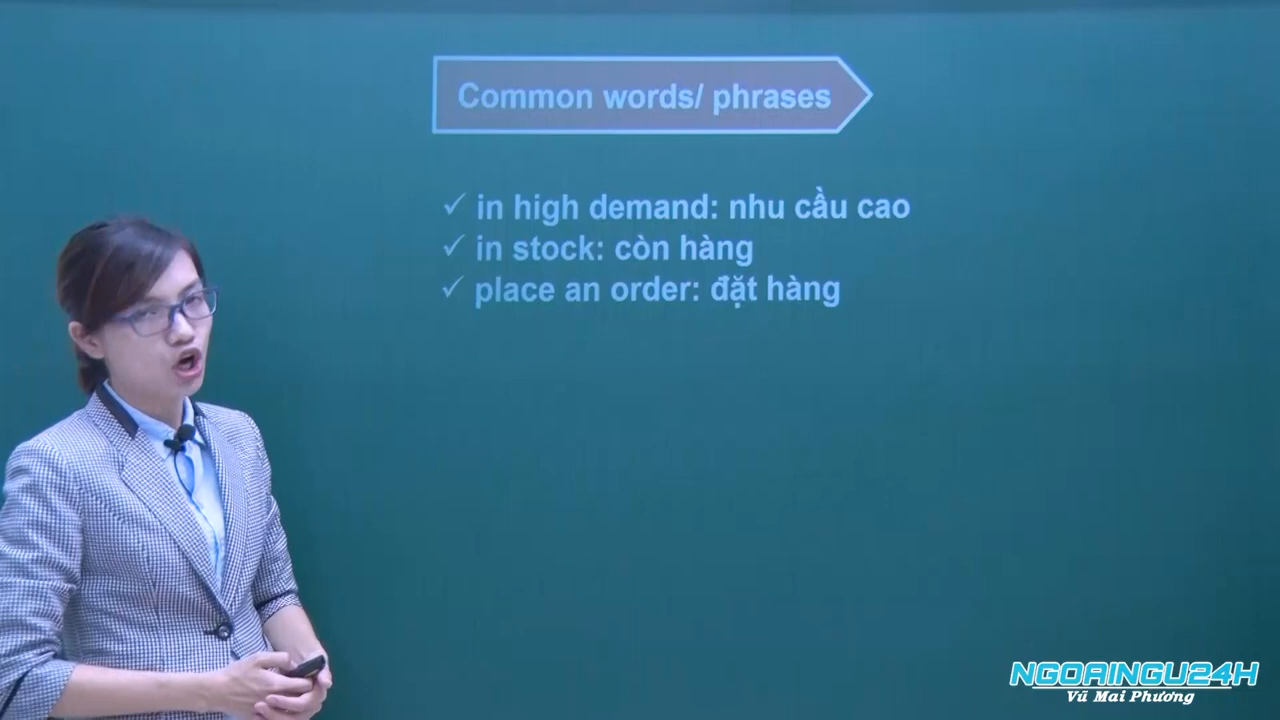 Common words/ phrases
✓ in high demand: nhu cầu cao
✓ in stock: còn hàng
✓ place an order: đặt hàng
NGOAINGU24H
Vũ Mai Phương